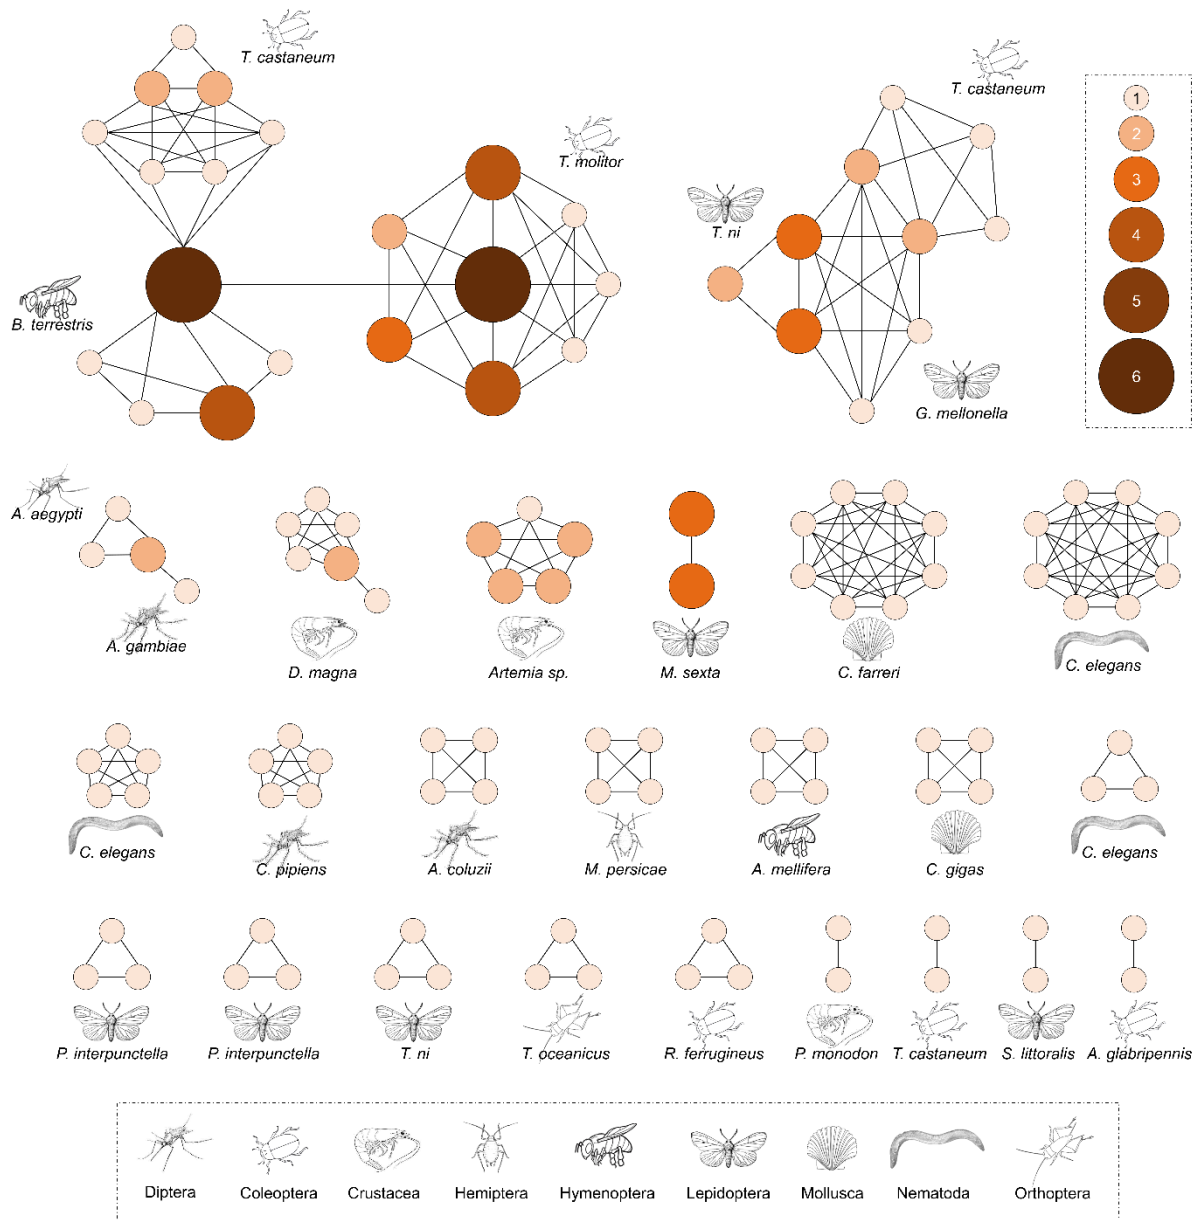 T. castaneum
T. castaneum
1
2
T. molitor
3
T. ni
4
5
B. terrestris
6
G. mellonella
A. aegypti
A. gambiae
D. magna
Artemia sp.
M. sexta
C. farreri
C. elegans
C. elegans
C. pipiens
A. coluzii
M. persicae
A. mellifera
C. gigas
C. elegans
P. interpunctella
P. interpunctella
T. ni
T. oceanicus
R. ferrugineus
P. monodon
T. castaneum
S. littoralis
A. glabripennis
Diptera
Coleoptera
Crustacea
Hemiptera
Hymenoptera
Lepidoptera
Mollusca
Nematoda
Orthoptera